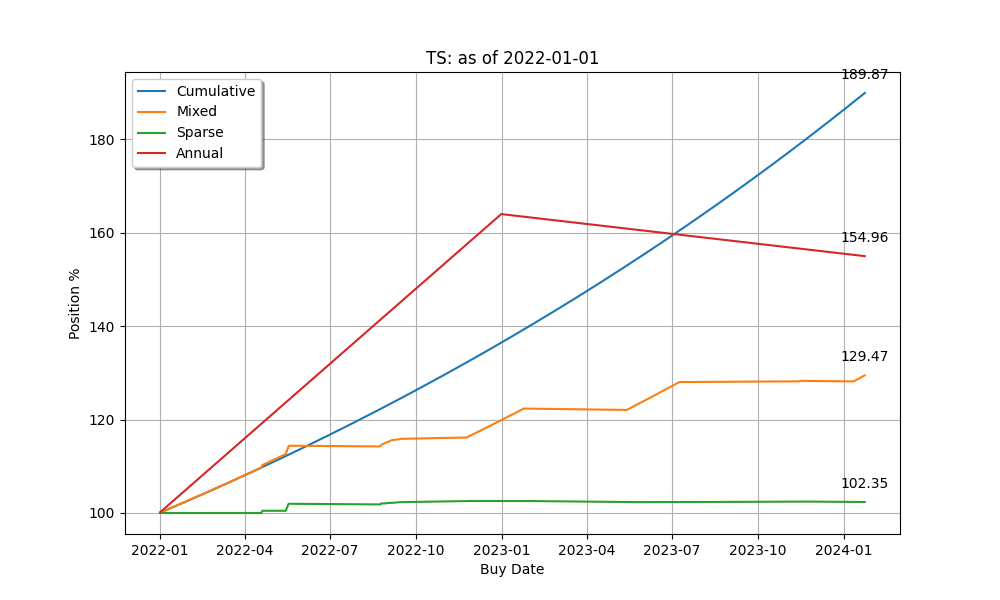 TS: as of 2022-01-01
189.87
Cumulative
Mixed
Sparse
Annual
180
160
154.96
140
129.47
120
102.35
100
Position %
2022-01
2022-04
2022-07
2022-10
2023-01
2023-04
2023-07
2023-10
2024-01
Buy Date